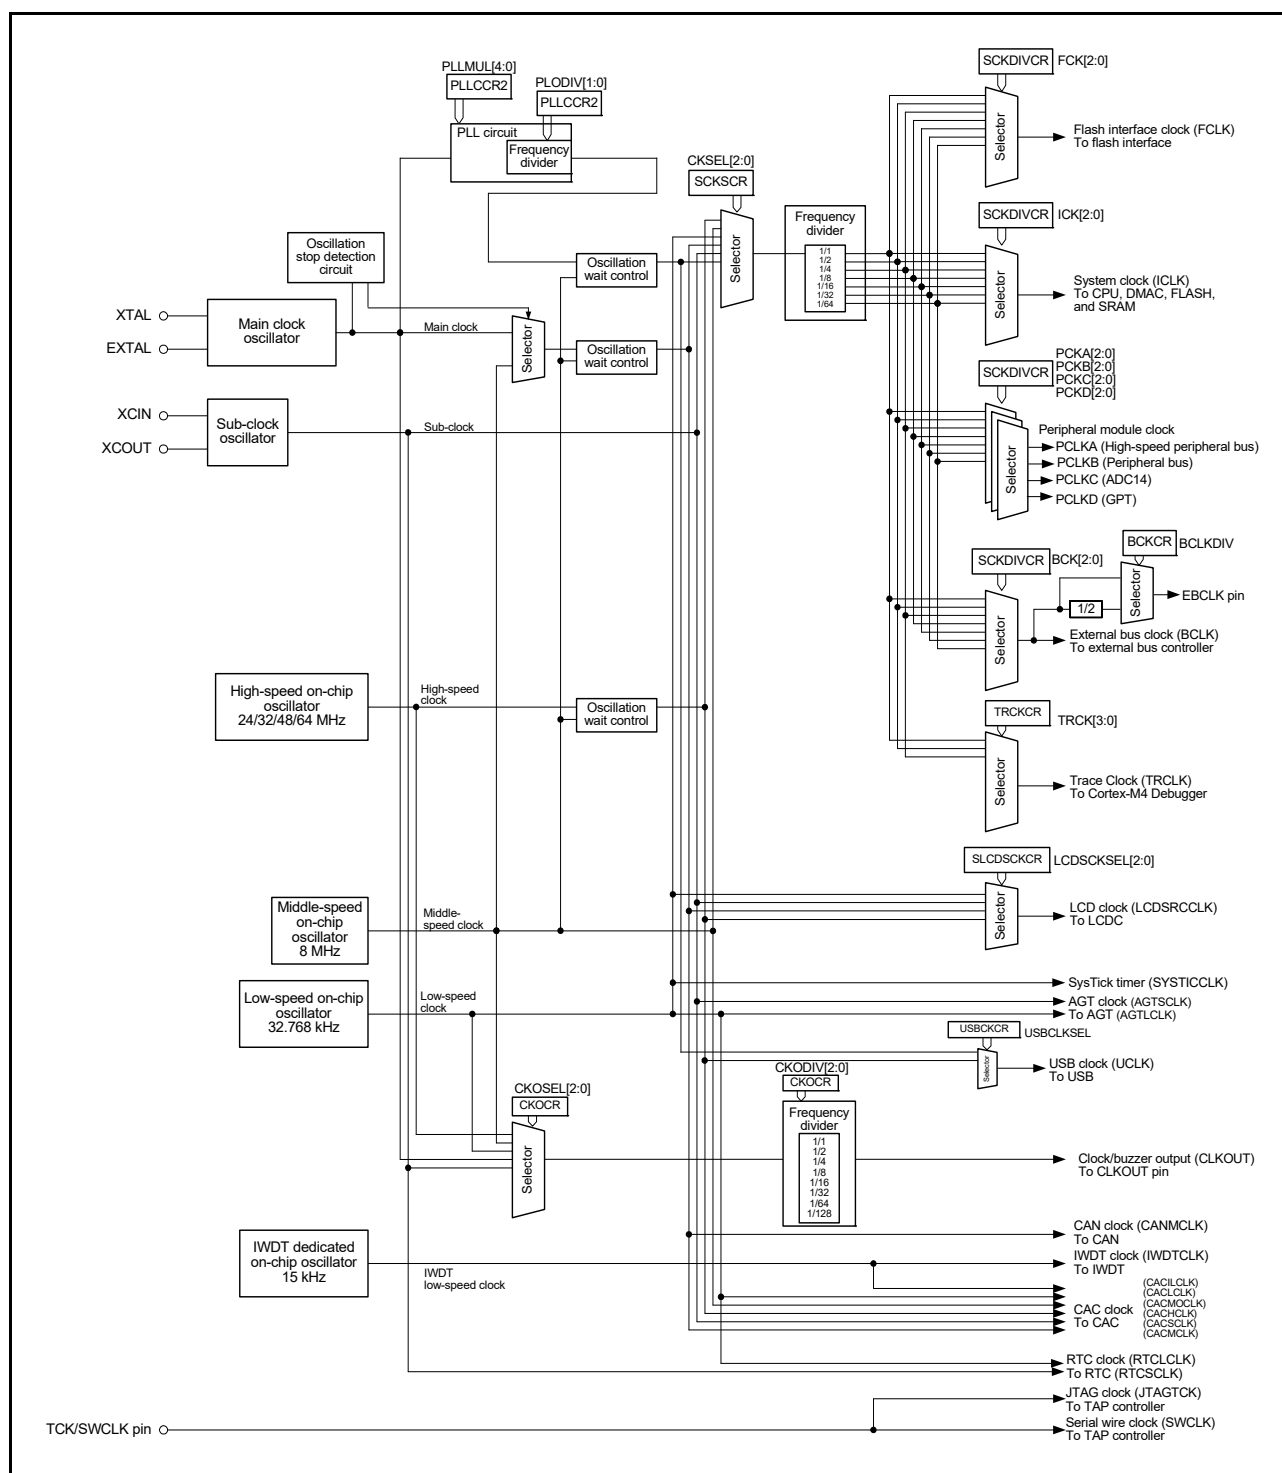 PLLMUL[4:0]
PLLCCR2
PLODIV[1:0]
PLLCCR2
PLL circuit
Frequency
divider
CKSEL[2:0]
SCKSCR
Selector
Frequency
divider
1/1
1/2
1/4
1/8
1/16
1/32
1/64
SCKDIVCR FCK[2:0]
Selector
Flash interface clock (FCLK)
To flash interface
SCKDIVCR ICK[2:0]
Selector
System clock (ICLK)
To CPU, DMAC, FLASH,
and SRAM
Oscillation
stop detection
circuit
Oscillation
wait control
XTAL
EXTAL
Main clock
oscillator
Main clock
Selector
Oscillation
wait control
XCIN
XCOUT
Sub-clock
oscillator
Sub-clock
SCKDIVCR
PCKA[2:0]
PCKB[2:0]
PCKC[2:0]
PCKD[2:0]
Selector
Peripheral module clock
PCLKA (High-speed peripheral bus)
PCLKB (Peripheral bus)
PCLKC (ADC14)
PCLKD (GPT)
SCKDIVCR BCK[2:0]
Selector
BCKCR BCLKDIV
Selector
1/2
EBCLK pin
External bus clock (BCLK)
To external bus controller
High-speed on-chip
oscillator
24/32/48/64 MHz
High-speed
clock
Oscillation
wait control
TRCKCR TRCK[3:0]
Selector
Trace Clock (TRCLK)
To Cortex-M4 Debugger
SLCDSCKCR LCDSCKSEL[2:0]
Selector
LCD clock (LCDSRCCLK)
To LCDC
Middle-speed
on-chip
oscillator
8 MHz
Middle-
speed clock
Low-speed on-chip
oscillator
32.768 kHz
Low-speed
clock
SysTick timer (SYSTICCLK)
AGT clock (AGTSCLK)
To AGT (AGTLCLK)
USBCKCR USBCLKSEL
Selector
USB clock (UCLK)
To USB
CKOSEL[2:0]
CKOCR
Selector
CKODIV[2:0]
CKOCR
Frequency
divider
1/1
1/2
1/4
1/8
1/16
1/32
1/64
1/128
Clock/buzzer output (CLKOUT)
To CLKOUT pin
CAN clock (CANMCLK)
To CAN
IWDT dedicated
on-chip oscillator
15 kHz
IWDT
low-speed clock
IWDT clock (IWDTCLK)
To IWDT
CAC clock
To CAC
(CACILCLK)
(CACLCLK)
(CACMOCLK)
(CACHCLK)
(CACSCLK)
(CACMCLK)
RTC clock (RTCLCLK)
To RTC (RTCSCLK)
JTAG clock (JTAGTCK)
To TAP controller
TCK/SWCLK pin
Serial wire clock (SWCLK)
To TAP controller